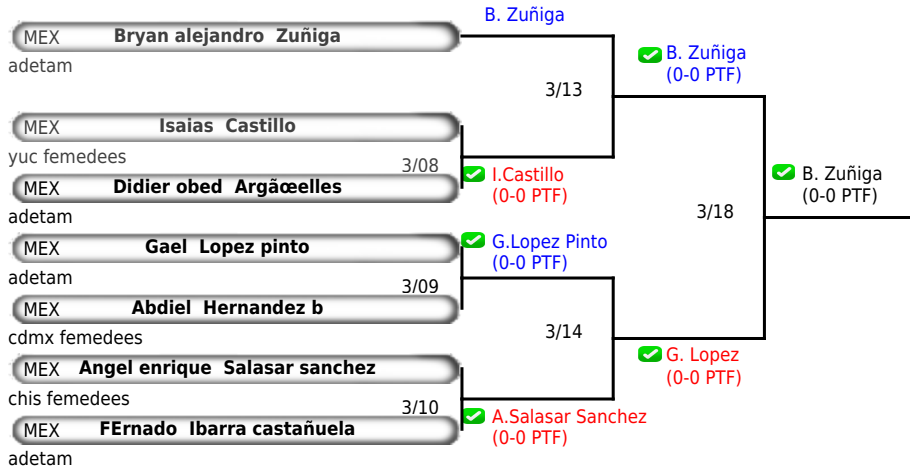 B. Zuñiga
MEX Bryan alejandro Zuñiga
adetam
B. Zuñiga
(0-0 PTF)
3/13
MEX Isaias Castillo
yuc femedees
3/08
I.Castillo
(0-0 PTF)
MEX Didier obed Argãœelles
adetam
B. Zuñiga
(0-0 PTF)
3/18
MEX Gael Lopez pinto
adetam
G.Lopez Pinto
(0-0 PTF)
3/09
MEX Abdiel Hernandez b
cdmx femedees
3/14
G. Lopez
(0-0 PTF)
MEX Angel enrique Salasar sanchez
chis femedees
3/10
A.Salasar Sanchez
(0-0 PTF)
MEX FErnado Ibarra castañuela
adetam